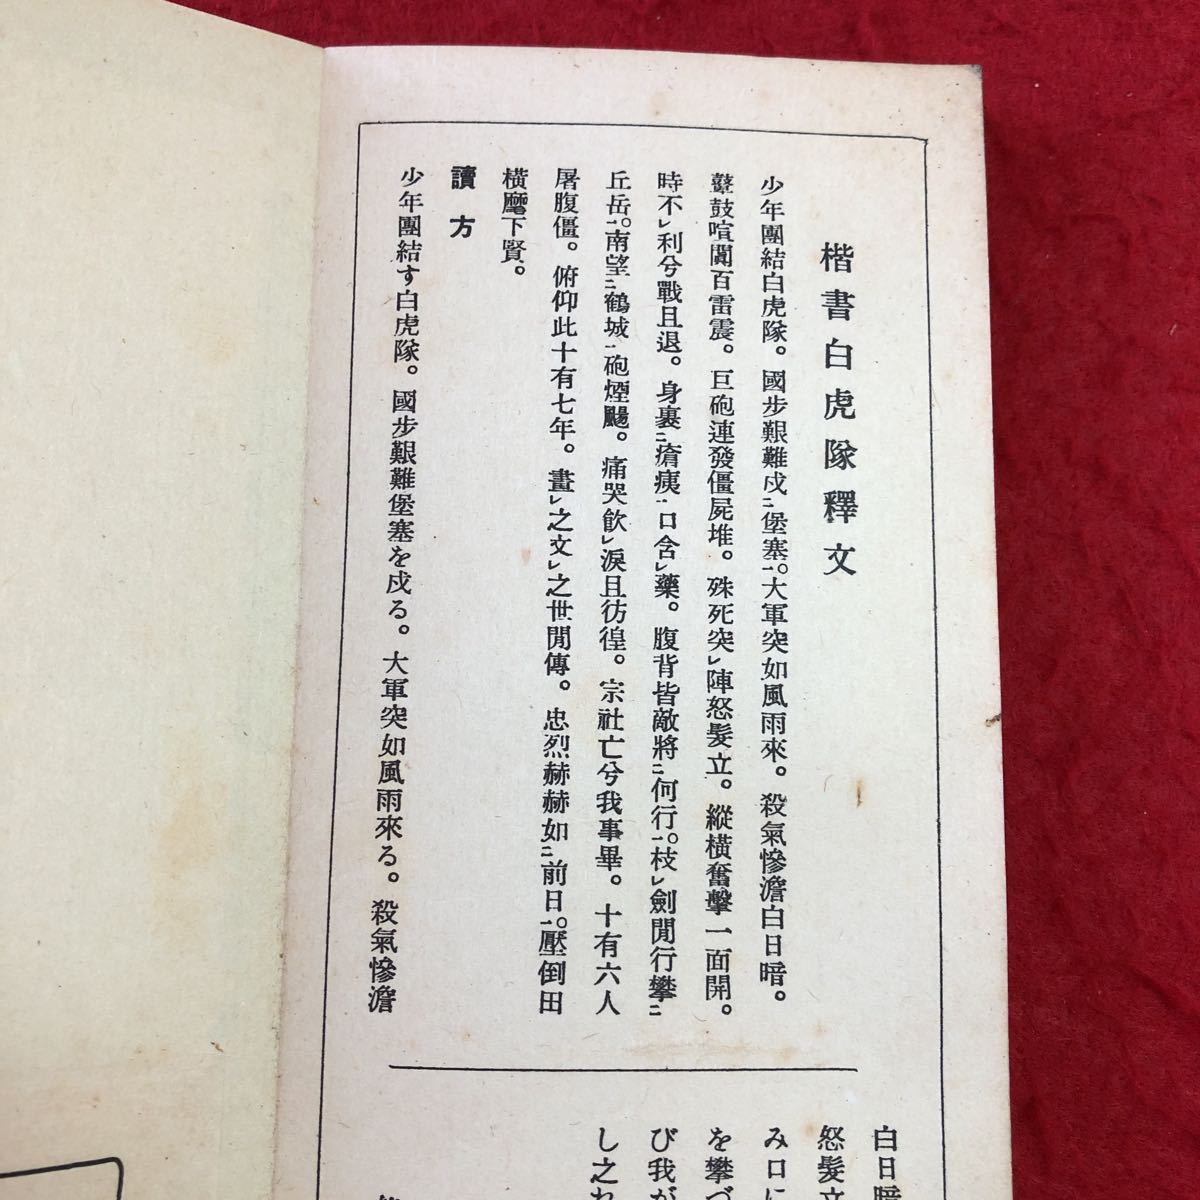 楷書白虎隊釋文
少年團結白虎隊。國步艱難戍二堡塞一。大軍突如風雨來。殺氣慘澹白日暗。
鼙鼓喧闐百雷震。巨砲連發僵屍堆。殊死突レ陣怒髮立。縱橫奮擊一面開。
時不レ利兮戰且退。身裹二瘡痍一口含レ藥。腹背皆敵將二何行一。枝レ劍閒行攀二
丘岳一。南望二鶴城一砲煙颺。痛哭飮レ淚且彷徨。宗社亡兮我事畢。十有六人
屠腹僵。俯仰此十有七年。畫レ之文レ之世閒傳。忠烈赫赫如二前日一。壓倒田
橫麾下賢。
讀方
少年團結す白虎隊。國步艱難堡塞を戍る。大軍突如風雨來る。殺氣慘澹
白日暗
怒髮立
み口に
を攀づ
び我が
し之れ